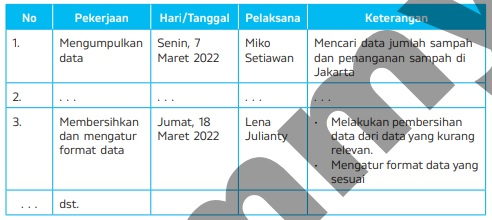 No Pekerjaan Hari/Tanggal Pelaksana Keterangan
1. Mengumpulkan data Senin, 7 Maret 2022 Miko Setiawan Mencari data jumlah sampah dan penanganan sampah di Jakarta
2. . . . . . . . . . . . .
3. Membersihkan dan mengatur format data Jumat, 18 Maret 2022 Lena Julianty • Melakukan pembersihan data dari data yang kurang relevan.
• Mengatur format data yang sesuai
. . . dst.